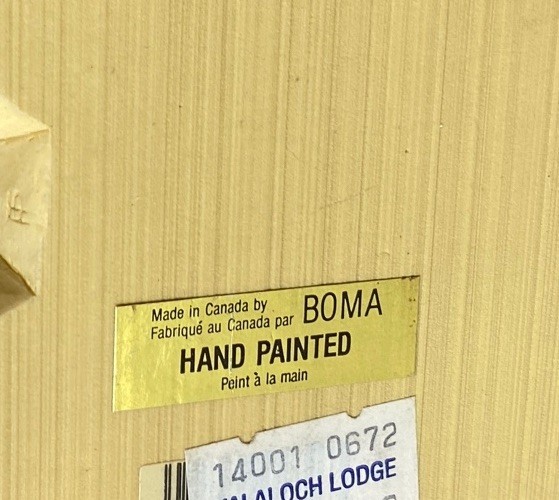 Made in Canada by
Fabriqué au Canada par BOMA
HAND PAINTED
Peint à la main
14001 0672
LODGE